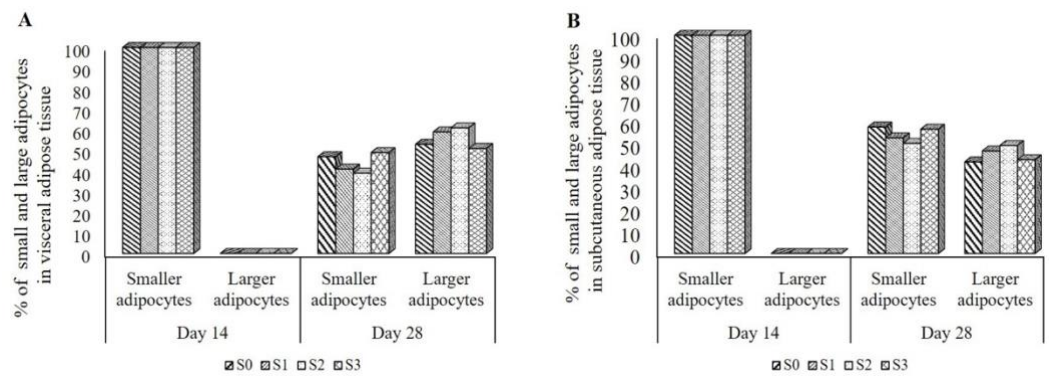 A
% of small and large adipocytes
in visceral adipose tissue
100
90
80
70
60
50
40
30
20
10
0
Smaller adipocytes
Larger adipocytes
Smaller adipocytes
Larger adipocytes
Day 14
Day 28
S0 S1 S2 S3
B
% of small and large adipocytes
in subcutaneous adipose tissue
100
90
80
70
60
50
40
30
20
10
0
Smaller adipocytes
Larger adipocytes
Smaller adipocytes
Larger adipocytes
Day 14
Day 28
S0 S1 S2 S3